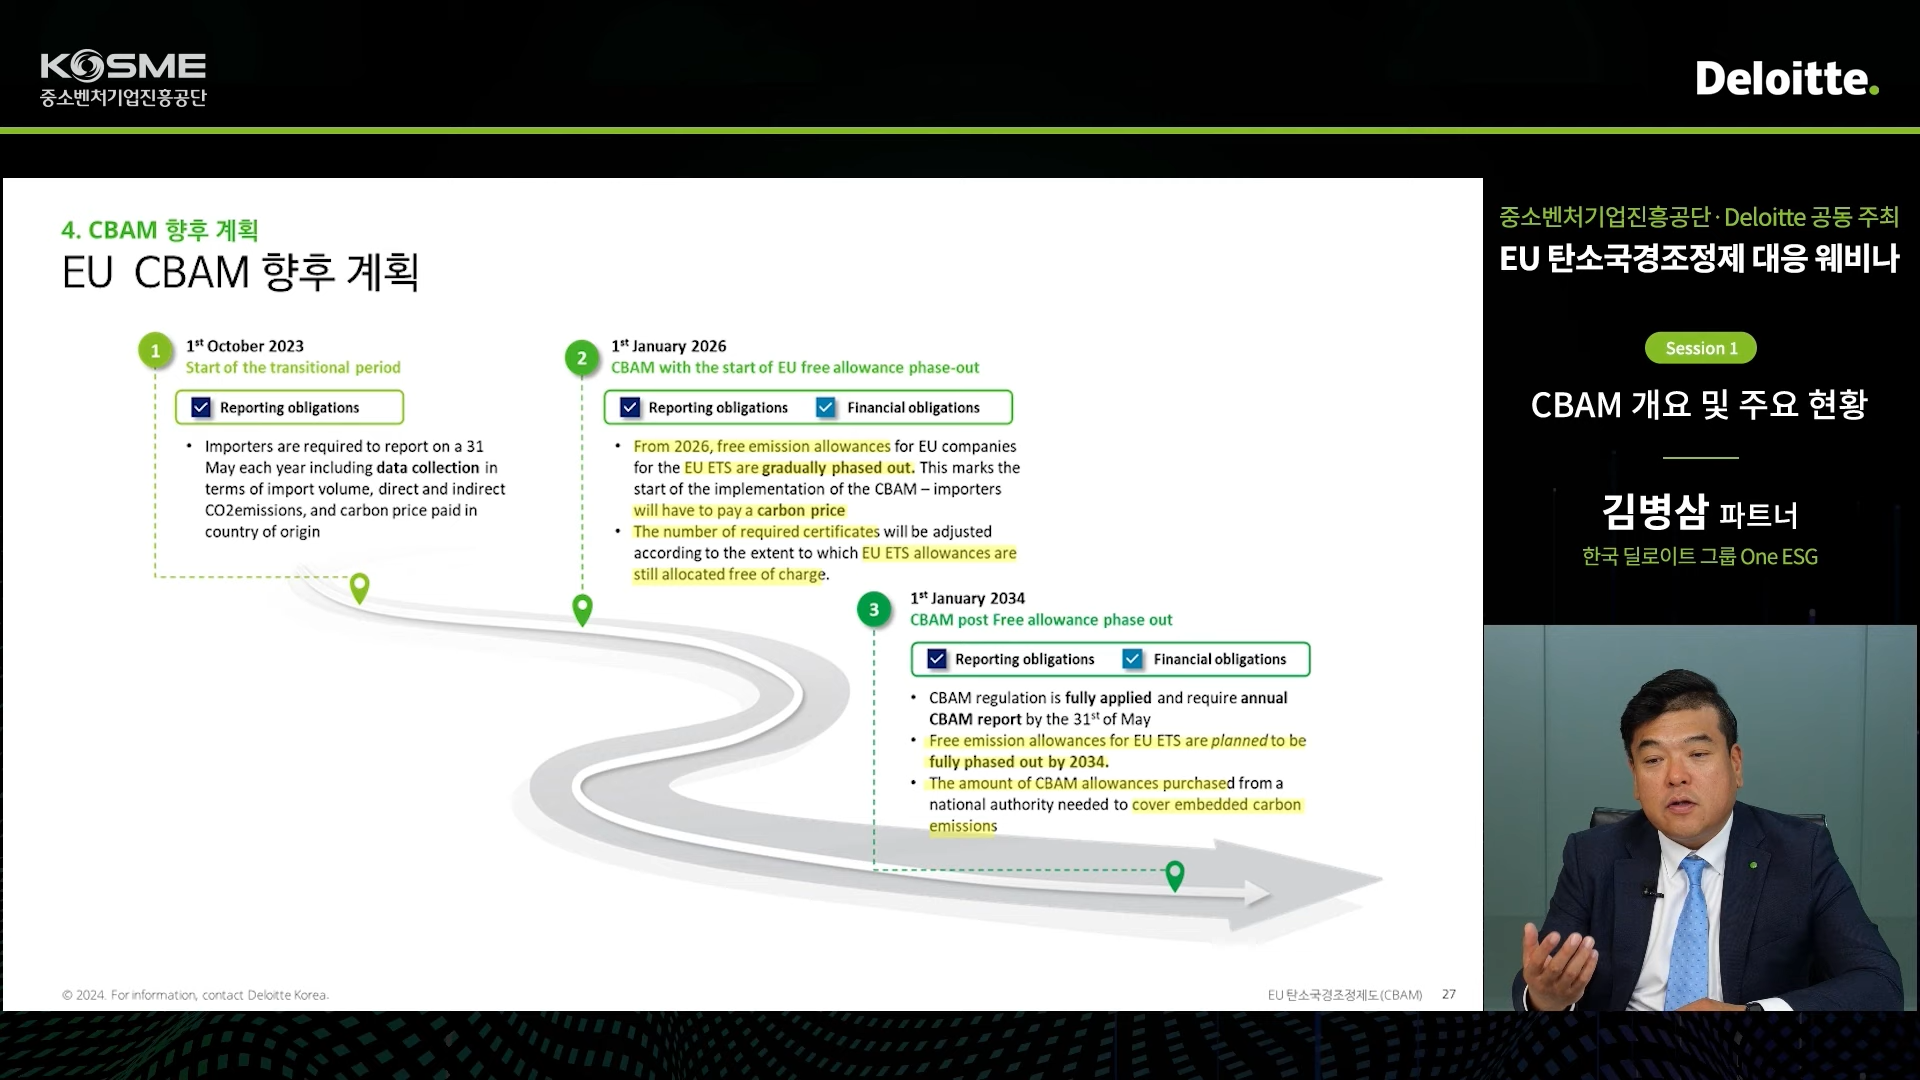 KOSME
중소벤처기업진흥공단
Deloitte.
4. CBAM 향후 계획
EU CBAM 향후 계획
1
1st October 2023
Start of the transitional period
Reporting obligations
• Importers are required to report on a 31
May each year including data collection in
terms of import volume, direct and indirect
CO2emissions, and carbon price paid in
country of origin
2
1st January 2026
CBAM with the start of EU free allowance phase-out
Reporting obligations
Financial obligations
• From 2026, free emission allowances for EU companies
for the EU ETS are gradually phased out. This marks the
start of the implementation of the CBAM – importers
will have to pay a carbon price
• The number of required certificates will be adjusted
according to the extent to which EU ETS allowances are
still allocated free of charge.
3
1st January 2034
CBAM post Free allowance phase out
Reporting obligations
Financial obligations
• CBAM regulation is fully applied and require annual
CBAM report by the 31st of May
• Free emission allowances for EU ETS are planned to be
fully phased out by 2034.
• The amount of CBAM allowances purchased from a
national authority needed to cover embedded carbon
emissions
© 2024. For information, contact Deloitte Korea.
EU 탄소국경조정제도(CBAM) 27
중소벤처기업진흥공단 · Deloitte 공동 주최
EU 탄소국경조정제 대응 웨비나
Session 1
CBAM 개요 및 주요 현황
김병삼 파트너
한국 딜로이트 그룹 One ESG